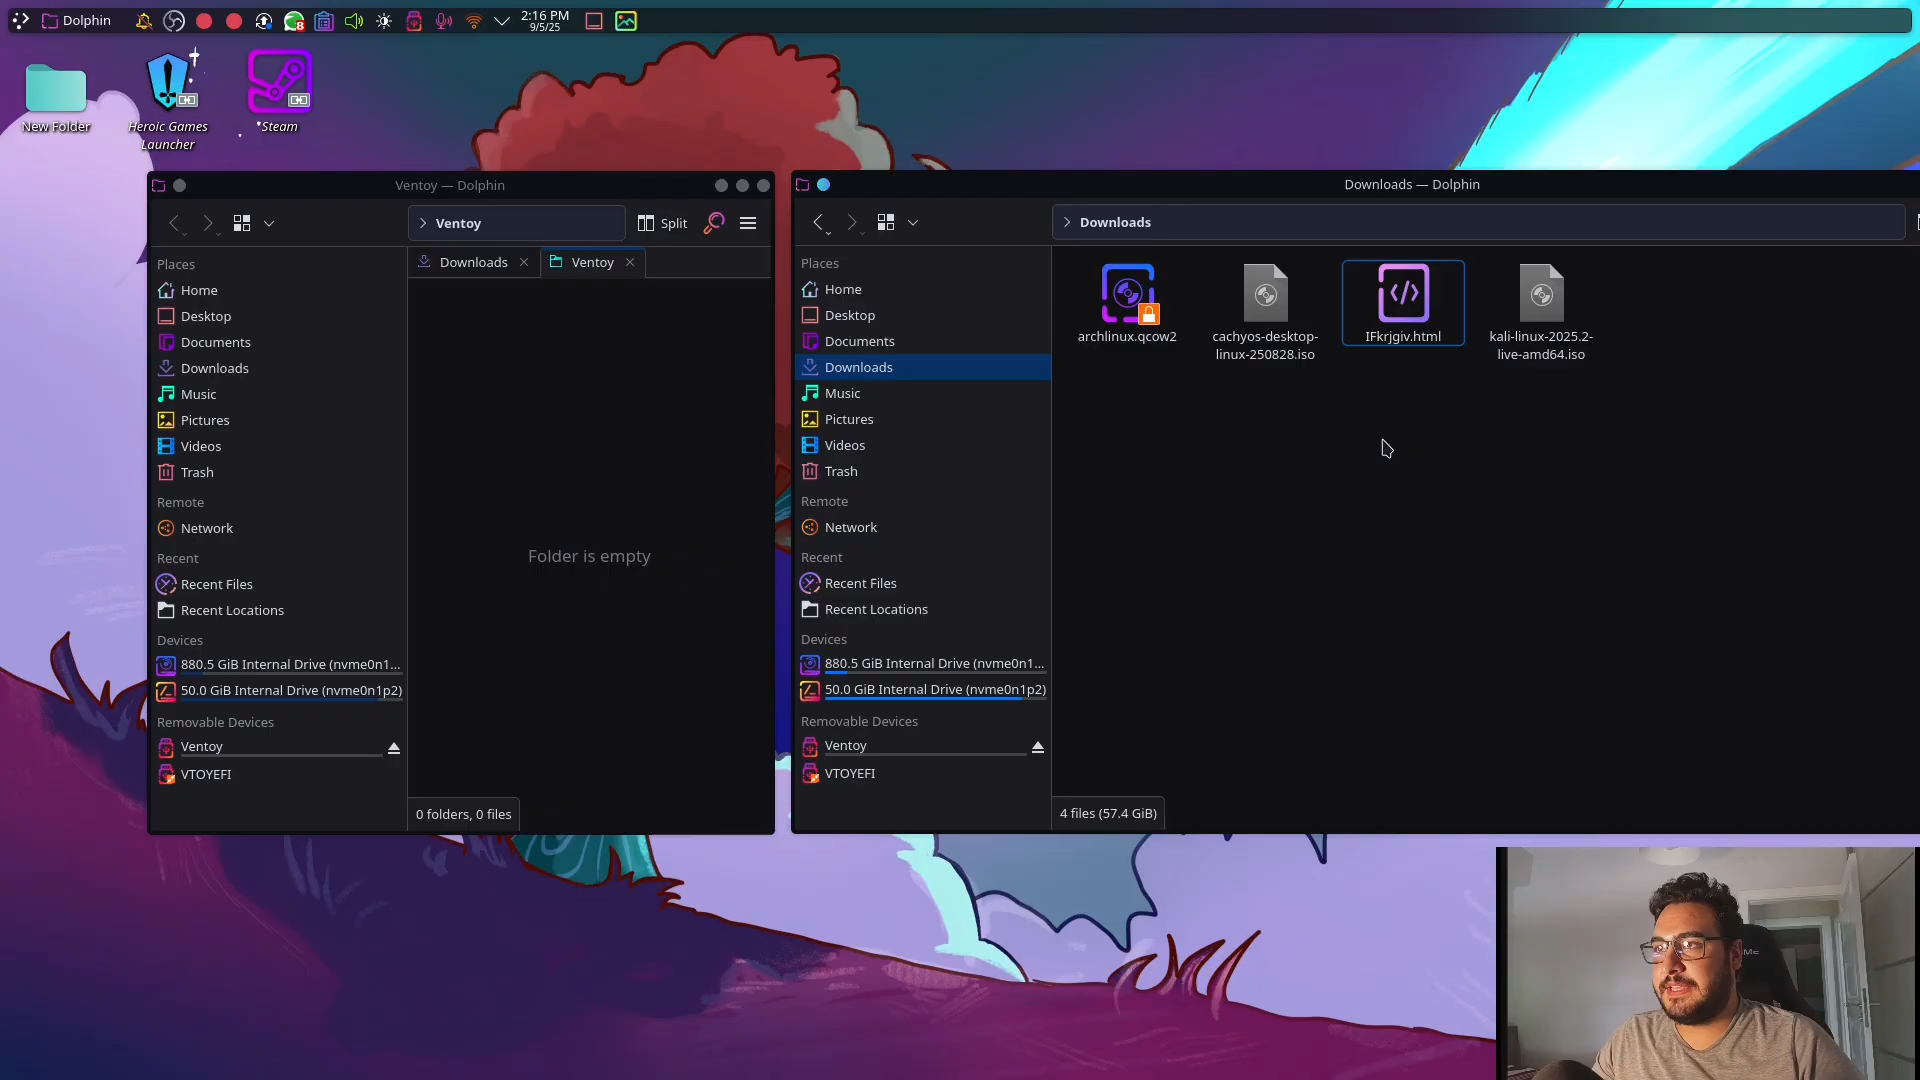 Dolphin
8
2:16 PM
9/5/25
New Folder
Heroic Games
Launcher
Steam
Ventoy — Dolphin
Ventoy
Split
Places
Home
Desktop
Documents
Downloads
Music
Pictures
Videos
Trash
Remote
Network
Recent
Recent Files
Recent Locations
Devices
880.5 GiB Internal Drive (nvme0n1...
50.0 GiB Internal Drive (nvme0n1p2)
Removable Devices
Ventoy
VTOYEFI
Downloads
Ventoy
Folder is empty
0 folders, 0 files
Downloads — Dolphin
Downloads
Places
Home
Desktop
Documents
Downloads
Music
Pictures
Videos
Trash
Remote
Network
Recent
Recent Files
Recent Locations
Devices
880.5 GiB Internal Drive (nvme0n1...
50.0 GiB Internal Drive (nvme0n1p2)
Removable Devices
Ventoy
VTOYEFI
archlinux.qcow2
cachyos-desktop-
linux-250828.iso
IFkrjgiv.html
kali-linux-2025.2-
live-amd64.iso
4 files (57.4 GiB)